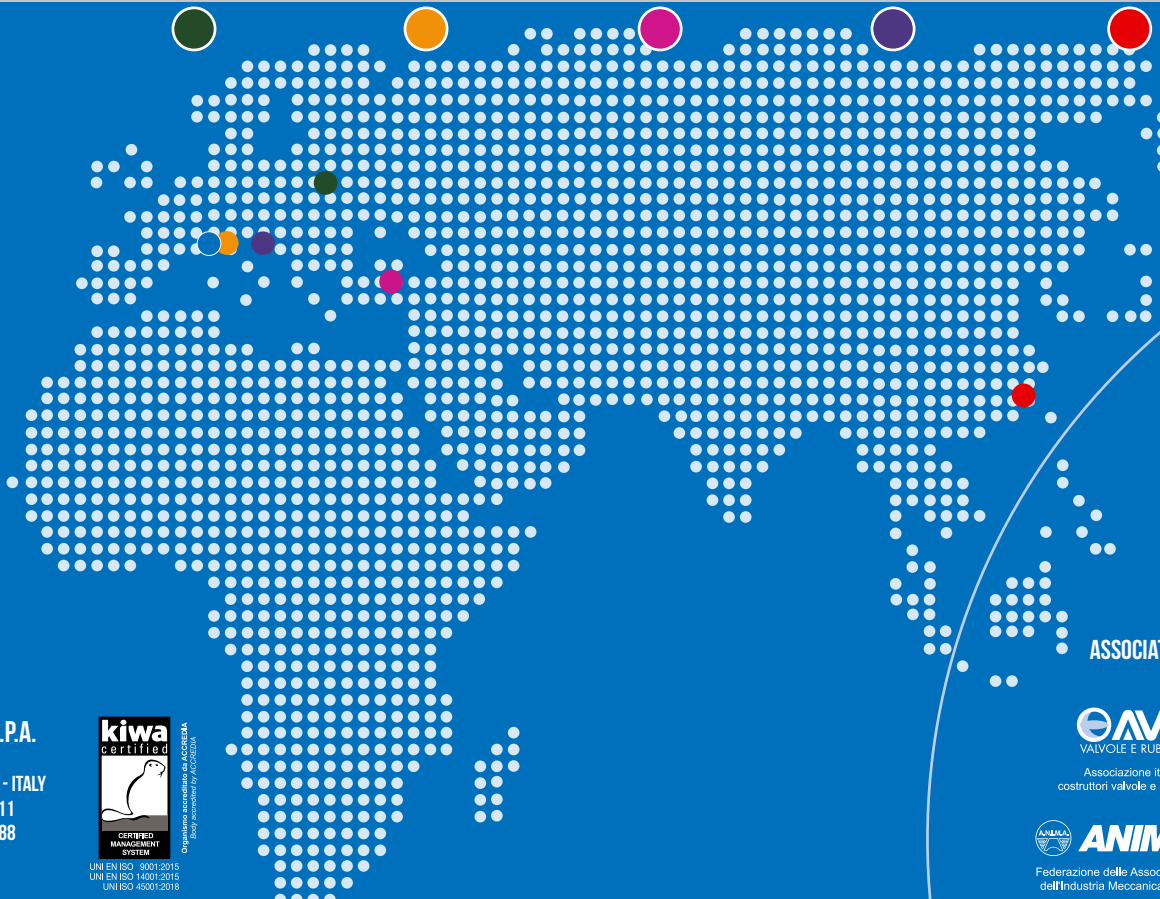 .P.A.
- ITALY
11
88
kiwa
certified
CERTIFIED
MANAGEMENT
SYSTEM
Organismo accreditato da ACCREDIA
Body accredited by ACCREDIA
UNI EN ISO 9001:2015
UNI EN ISO 14001:2015
UNI ISO 45001:2018
ASSOCIAT
AV
VALVOLE E RUB
Associazione it
costruttori valvole e
A.N.I.M.A.
ANIM
Federazione delle Assoc
dell'Industria Meccanica